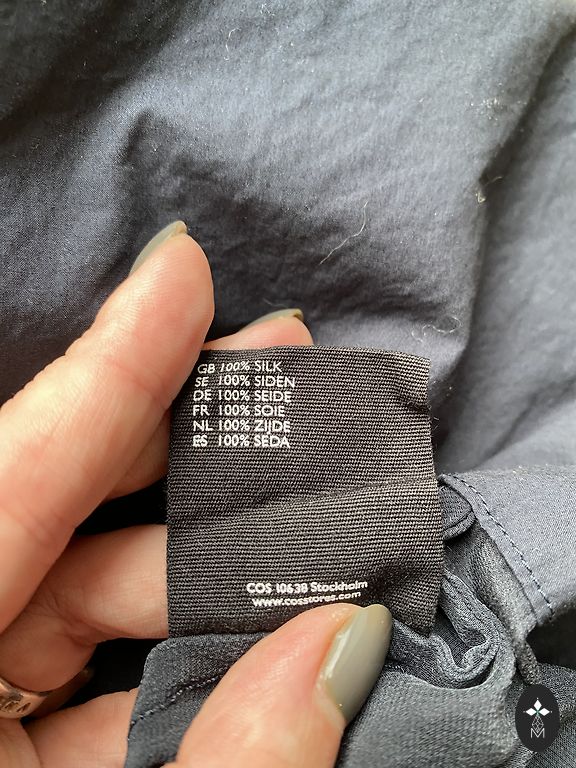 GB 100% SILK
SE 100% SIDEN
DE 100% SEIDE
FR 100% SOIE
NL 100% ZIJDE
ES 100% SEDA
COS 10638 Stockholm
www.cosstores.com
M